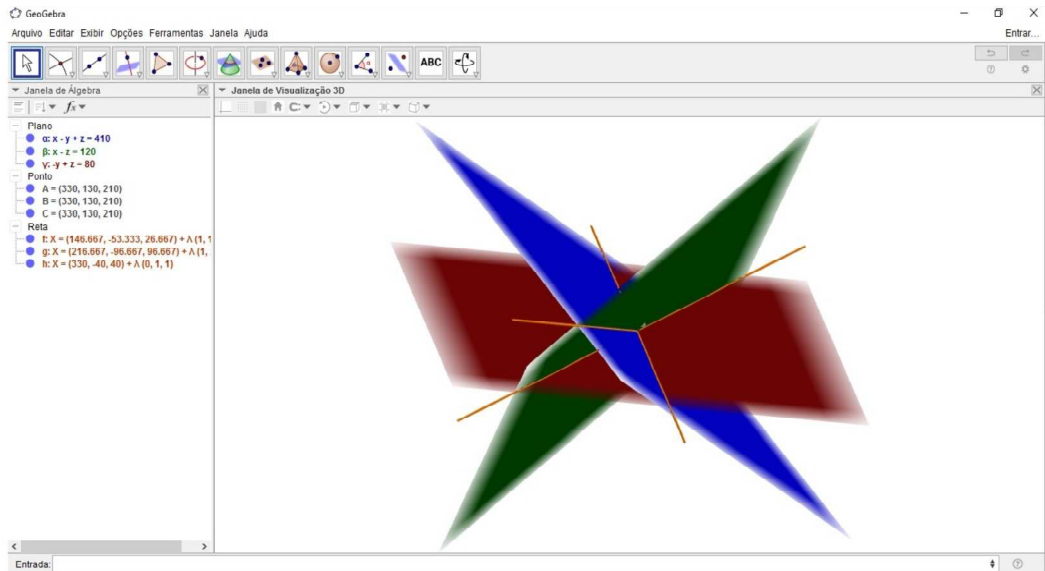 GeoGebra
Arquivo Editar Exibir Opções Ferramentas Janela Ajuda
Entrar...
ABC
Janela de Álgebra
Janela de Visualização 3D
fx
Plano
α: x - y + z = 410
β: x - z = 120
γ: -y + z = 80
Ponto
A = (330, 130, 210)
B = (330, 130, 210)
C = (330, 130, 210)
Reta
f: X = (146.667, -53.333, 26.667) + λ (1, 1
g: X = (216.667, -96.667, 96.667) + λ (1,
h: X = (330, -40, 40) + λ (0, 1, 1)
Entrada: